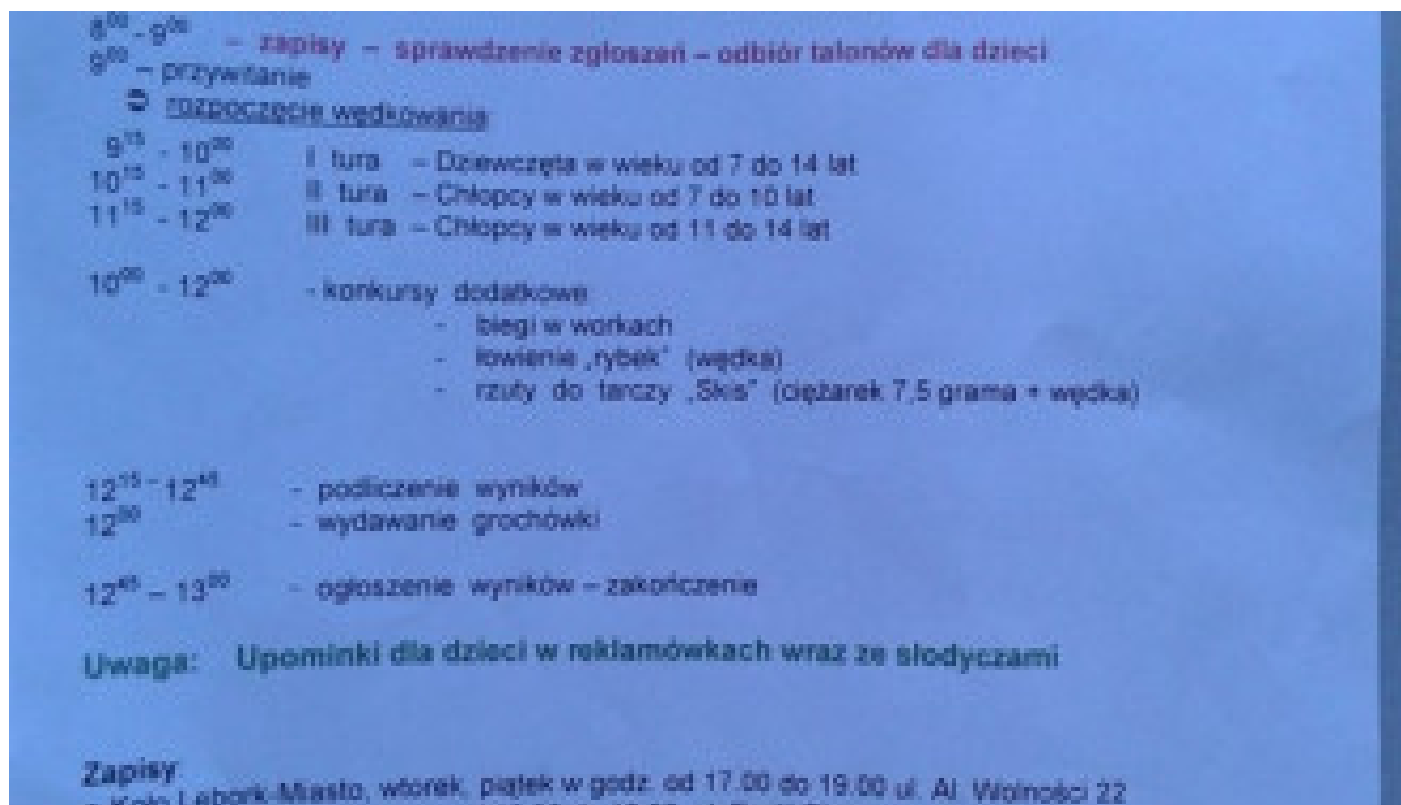 8⁰⁰ - 9⁰⁰ – zapisy – sprawdzenie zgłoszeń – odbiór talonów dla dzieci
9⁰⁰ – przywitanie
➲ rozpoczęcie wędkowania
9¹⁵ - 10⁰⁰ I tura – Dziewczęta w wieku od 7 do 14 lat
10¹⁵ - 11⁰⁰ II tura – Chłopcy w wieku od 7 do 10 lat
11¹⁵ - 12⁰⁰ III tura – Chłopcy w wieku od 11 do 14 lat
10⁰⁰ - 12⁰⁰ - konkursy dodatkowe
- biegi w workach
- łowienie „rybek” (wędka)
- rzuty do tarczy „Skis” (ciężarek 7,5 grama + wędka)
12¹⁵ – 12⁴⁵ - podliczenie wyników
12⁰⁰ - wydawanie grochówki
12⁴⁵ – 13⁰⁰ - ogłoszenie wyników – zakończenie
Uwaga: Upominki dla dzieci w reklamówkach wraz ze słodyczami
Zapisy
Koło Lębork-Miasto, wtorek, piątek w godz. od 17.00 do 19.00 ul. Al. Wolności 22